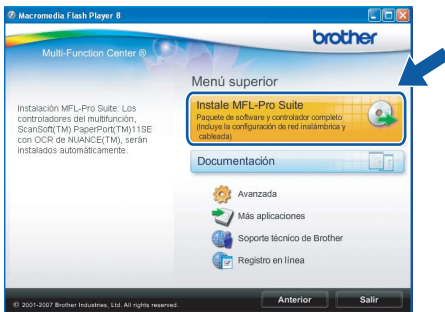 Macromedia Flash Player 8
brother
Multi-Function Center ®
Menú superior
Instalación MFL-Pro Suite. Los
controladores del multifunción,
ScanSoft(TM) PaperPort(TM)11SE
con OCR de NUANCE(TM), serán
instalados automáticamente.
Instale MFL-Pro Suite
Paquete de software y controlador completo
(Incluye la configuración de red inalámbrica y
cableada)
Documentación
Avanzada
Más aplicaciones
Soporte técnico de Brother
Registro en línea
© 2001-2007 Brother Industries, Ltd. All rights reserved.
Anterior
Salir